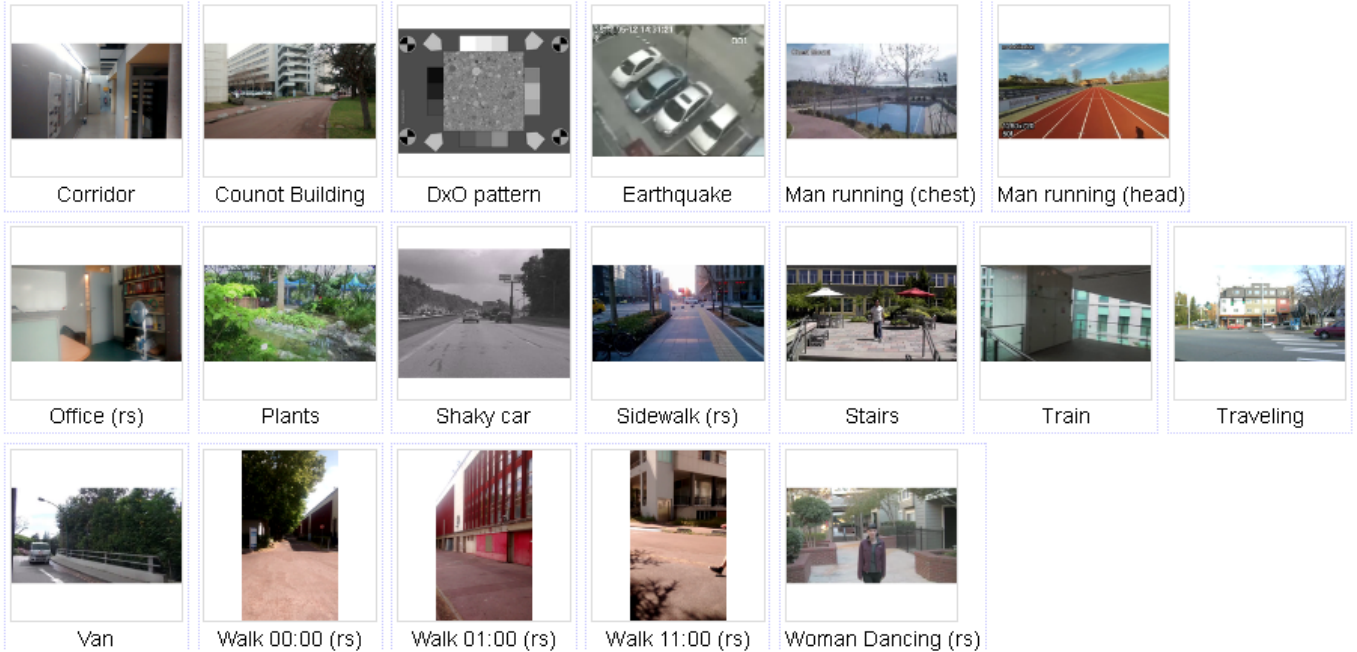 Corridor
Counot Building
DxO pattern
Earthquake
Man running (chest)
Man running (head)
Office (rs)
Plants
Shaky car
Sidewalk (rs)
Stairs
Train
Traveling
Van
Walk 00:00 (rs)
Walk 01:00 (rs)
Walk 11:00 (rs)
Woman Dancing (rs)